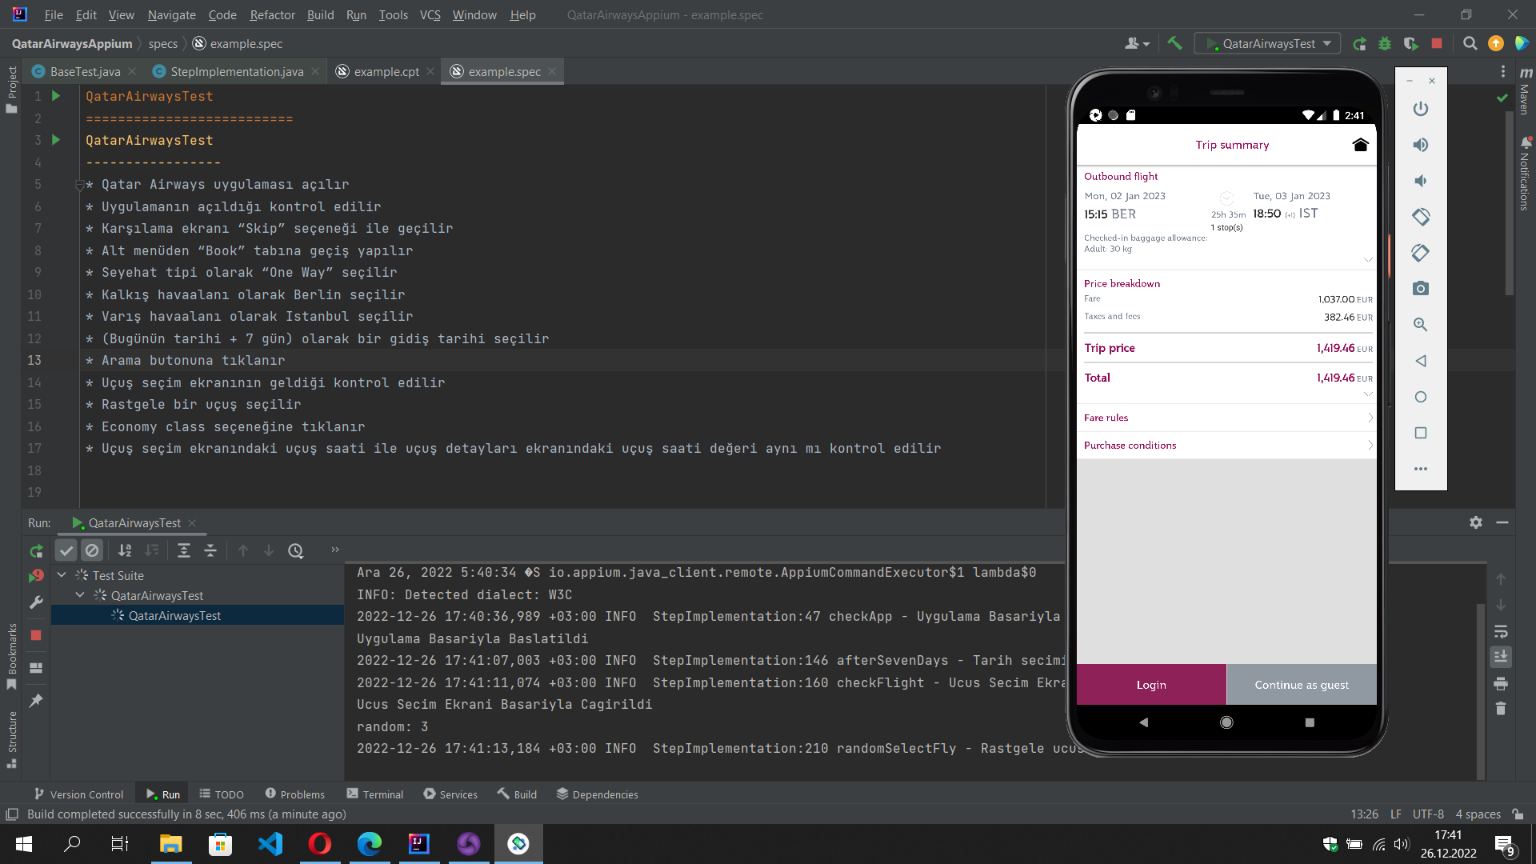 File Edit View Navigate Code Refactor Build Run Tools VCS Window Help QatarAirwaysAppium - example.spec
QatarAirwaysAppium specs example.spec QatarAirwaysTest
BaseTest.java StepImplementation.java example.cpt example.spec
Project
Maven
Notifications
Bookmarks
Structure
1 QatarAirwaysTest
2 ==========================
3 QatarAirwaysTest
4 -----------------
5 * Qatar Airways uygulaması açılır
6 * Uygulamanın açıldığı kontrol edilir
7 * Karşılama ekranı “Skip” seçeneği ile geçilir
8 * Alt menüden “Book” tabına geçiş yapılır
9 * Seyehat tipi olarak “One Way” seçilir
10 * Kalkış havaalanı olarak Berlin seçilir
11 * Varış havaalanı olarak Istanbul seçilir
12 * (Bugünün tarihi + 7 gün) olarak bir gidiş tarihi seçilir
13 * Arama butonuna tıklanır
14 * Uçuş seçim ekranının geldiği kontrol edilir
15 * Rastgele bir uçuş seçilir
16 * Economy class seçeneğine tıklanır
17 * Uçuş seçim ekranındaki uçuş saati ile uçuş detayları ekranındaki uçuş saati değeri aynı mı kontrol edilir
18
19
2:41
Trip summary
Outbound flight
Mon, 02 Jan 2023 Tue, 03 Jan 2023
15:15 BER 25h 35m 18:50 (+1) IST
1 stop(s)
Checked-in baggage allowance:
Adult: 30 kg
Price breakdown
Fare 1,037.00 EUR
Taxes and fees 382.46 EUR
Trip price 1,419.46 EUR
Total 1,419.46 EUR
Fare rules
Purchase conditions
Login Continue as guest
Run: QatarAirwaysTest
Test Suite
QatarAirwaysTest
QatarAirwaysTest
Ara 26, 2022 5:40:34 �S io.appium.java_client.remote.AppiumCommandExecutor$1 lambda$0
INFO: Detected dialect: W3C
2022-12-26 17:40:36,989 +03:00 INFO StepImplementation:47 checkApp - Uygulama Basariyla
Uygulama Basariyla Baslatildi
2022-12-26 17:41:07,003 +03:00 INFO StepImplementation:146 afterSevenDays - Tarih secimi
2022-12-26 17:41:11,074 +03:00 INFO StepImplementation:160 checkFlight - Ucus Secim Ekra
Ucus Secim Ekrani Basariyla Cagirildi
random: 3
2022-12-26 17:41:13,184 +03:00 INFO StepImplementation:210 randomSelectFly - Rastgele ucus
Version Control Run TODO Problems Terminal Services Build Dependencies
Build completed successfully in 8 sec, 406 ms (a minute ago) 13:26 LF UTF-8 4 spaces
17:41
26.12.2022
9